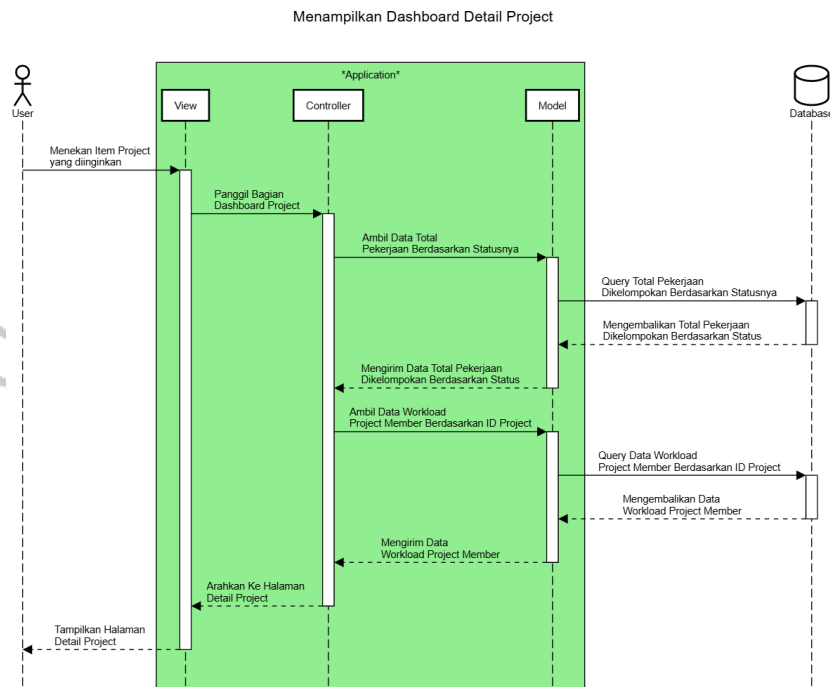 Menampilkan Dashboard Detail Project
*Application*
User
View
Controller
Model
Database
Menekan Item Project
yang diinginkan
Panggil Bagian
Dashboard Project
Ambil Data Total
Pekerjaan Berdasarkan Statusnya
Query Total Pekerjaan
Dikelompokan Berdasarkan Statusnya
Mengembalikan Total Pekerjaan
Dikelompokan Berdasarkan Status
Mengirim Data Total Pekerjaan
Dikelompokan Berdasarkan Status
Ambil Data Workload
Project Member Berdasarkan ID Project
Query Data Workload
Project Member Berdasarkan ID Project
Mengembalikan Data
Workload Project Member
Mengirim Data
Workload Project Member
Arahkan Ke Halaman
Detail Project
Tampilkan Halaman
Detail Project